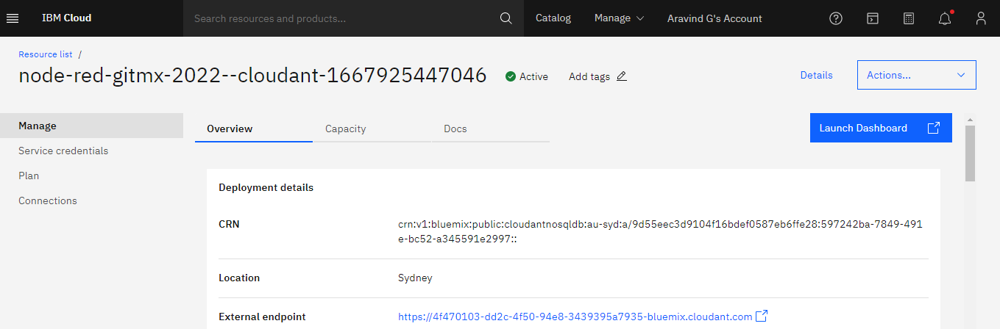 IBM Cloud Search resources and products... Catalog Manage Aravind G's Account
Resource list /
node-red-gitmx-2022--cloudant-1667925447046 Active Add tags Details Actions...
Manage
Service credentials
Plan
Connections
Overview Capacity Docs Launch Dashboard
Deployment details
CRN crn:v1:bluemix:public:cloudantnosqldb:au-syd:a/9d55eec3d9104f16bdef0587eb6ffe28:597242ba-7849-491
e-bc52-a345591e2997::
Location Sydney
External endpoint https://4f470103-dd2c-4f50-94e8-3439395a7935-bluemix.cloudant.com